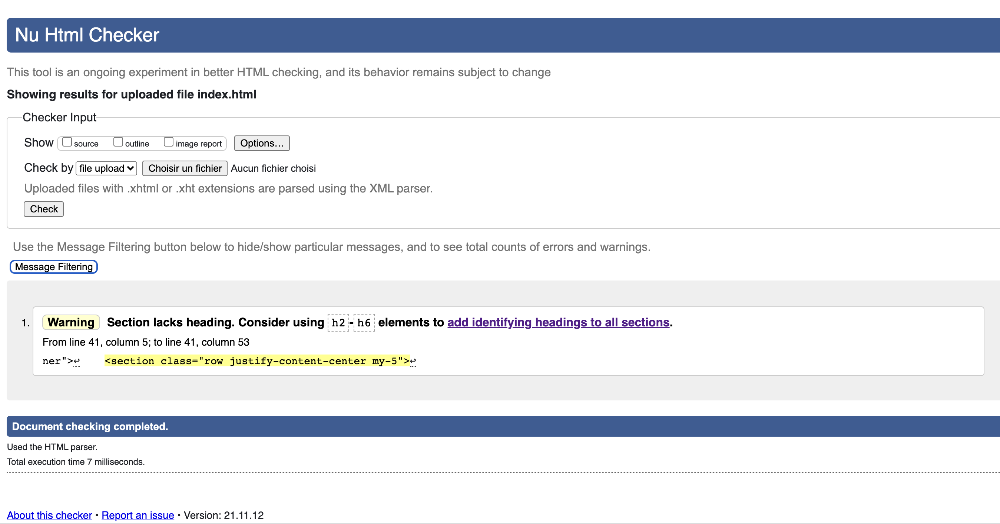 Nu Html Checker
This tool is an ongoing experiment in better HTML checking, and its behavior remains subject to change
Showing results for uploaded file index.html
Checker Input
Show source outline image report Options...
Check by file upload Choisir un fichier Aucun fichier choisi
Uploaded files with .xhtml or .xht extensions are parsed using the XML parser.
Check
Use the Message Filtering button below to hide/show particular messages, and to see total counts of errors and warnings.
Message Filtering
1. Warning Section lacks heading. Consider using h2-h6 elements to add identifying headings to all sections.
From line 41, column 5; to line 41, column 53
ner">↩ <section class="row justify-content-center my-5">↩
Document checking completed.
Used the HTML parser.
Total execution time 7 milliseconds.
About this checker • Report an issue • Version: 21.11.12